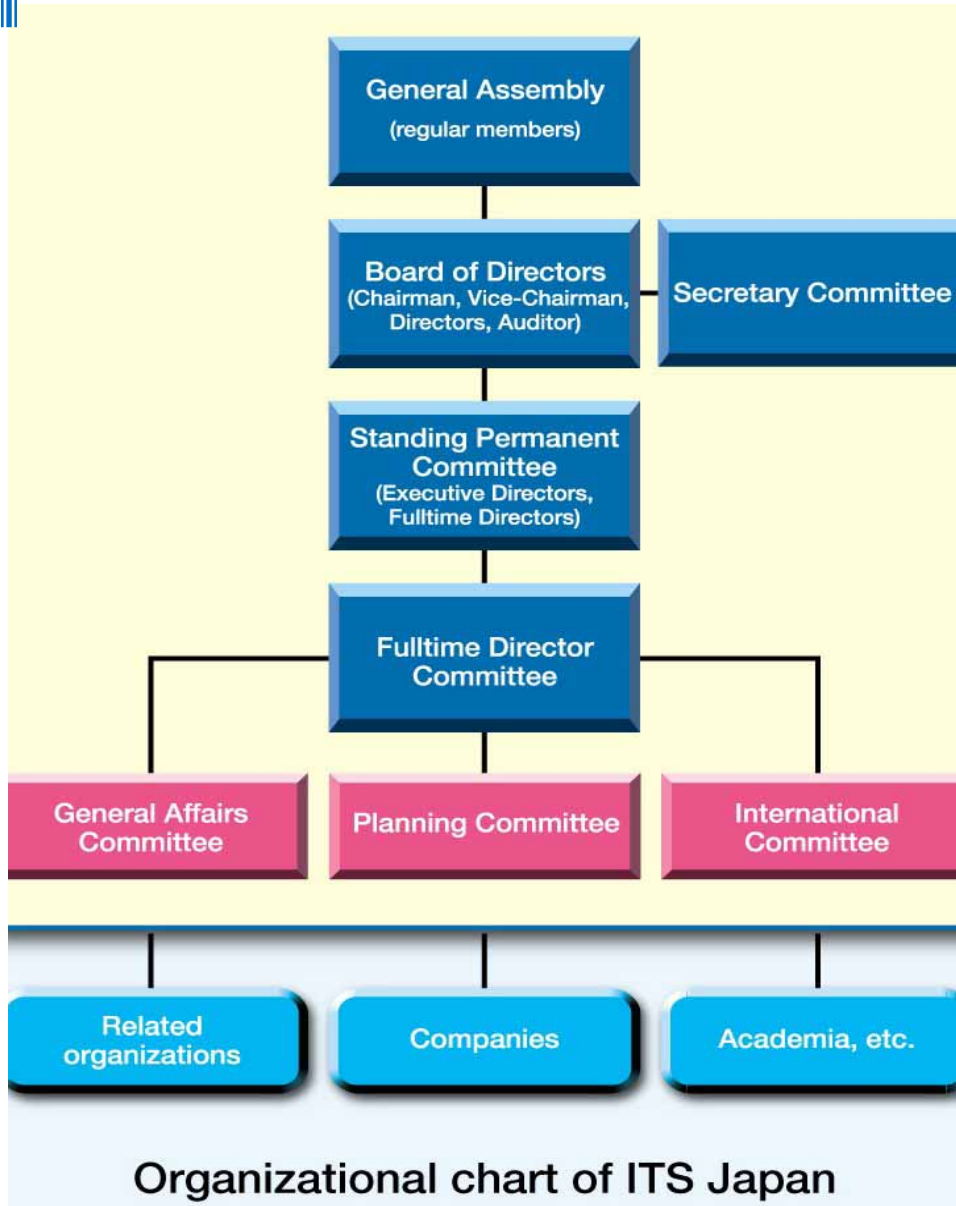 General Assembly
(regular members)
Board of Directors
(Chairman, Vice-Chairman,
Directors, Auditor)
Secretary Committee
Standing Permanent
Committee
(Executive Directors,
Fulltime Directors)
Fulltime Director
Committee
General Affairs
Committee
Planning Committee
International
Committee
Related
organizations
Companies
Academia, etc.
Organizational chart of ITS Japan